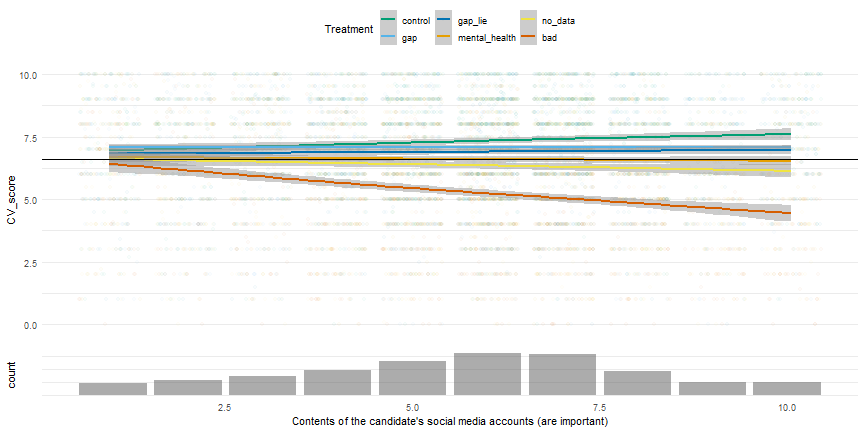 Treatment
control
gap_lie
no_data
gap
mental_health
bad
10.0
7.5
5.0
2.5
0.0
CV_score
count
2.5
5.0
7.5
10.0
Contents of the candidate's social media accounts (are important)